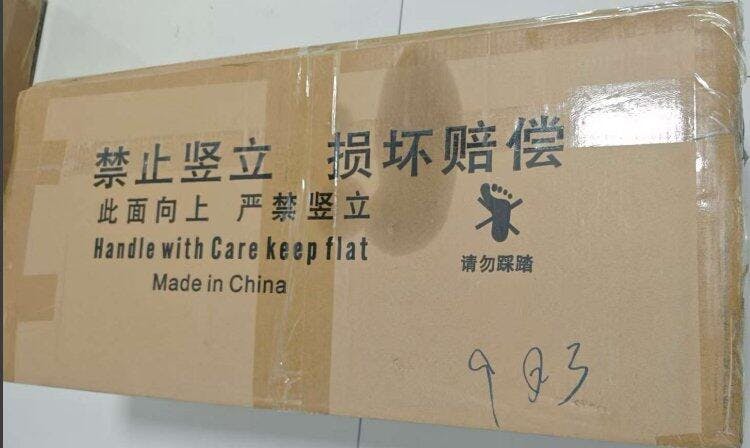 禁止竖立 损坏赔偿
此面向上 严禁竖立
Handle with Care keep flat
Made in China
请勿踩踏